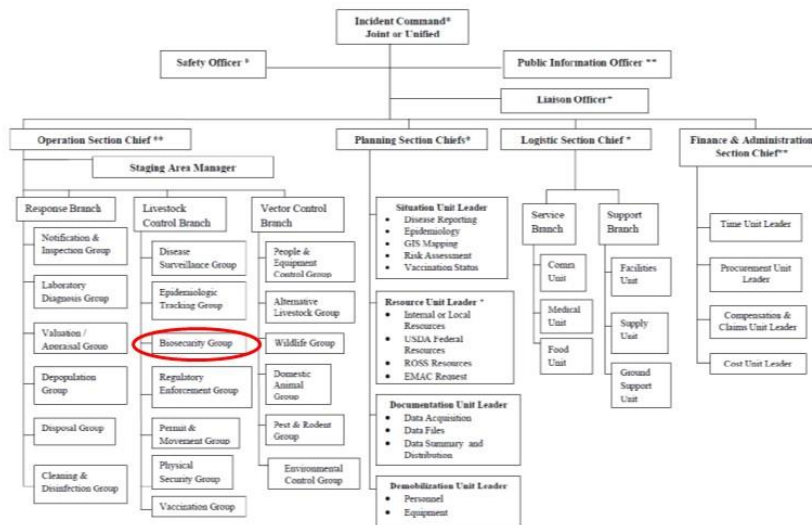 Incident Command*
Joint or Unified
Safety Officer *
Public Information Officer **
Liaison Officer*
Operation Section Chief **
Planning Section Chiefs*
Logistic Section Chief *
Finance & Administration
Section Chief**
Staging Area Manager
Response Branch
Livestock
Control Branch
Vector Control
Branch
Notification &
Inspection Group
Laboratory
Diagnosis Group
Valuation /
Appraisal Group
Depopulation
Group
Disposal Group
Cleaning &
Disinfection Group
Disease
Surveillance Group
Epidemiologic
Tracking Group
Biosecurity Group
Regulatory
Enforcement Group
Permit &
Movement Group
Physical
Security Group
Vaccination Group
People &
Equipment
Control Group
Alternative
Livestock Group
Wildlife Group
Domestic
Animal
Group
Pest & Rodent
Group
Environmental
Control Group
Situation Unit Leader
• Disease Reporting
• Epidemiology
• GIS Mapping
• Risk Assessment
• Vaccination Status
Resource Unit Leader *
• Internal or Local
Resources
• USDA Federal
Resources
• ROSS Resources
• EMAC Request
Documentation Unit Leader
• Data Acquisition
• Data Files
• Data Summary and
Distribution
Demobilization Unit Leader
• Personnel
• Equipment
Service
Branch
Support
Branch
Comm
Unit
Medical
Unit
Food
Unit
Facilities
Unit
Supply
Unit
Ground
Support
Unit
Time Unit Leader
Procurement Unit
Leader
Compensation &
Claims Unit Leader
Cost Unit Leader